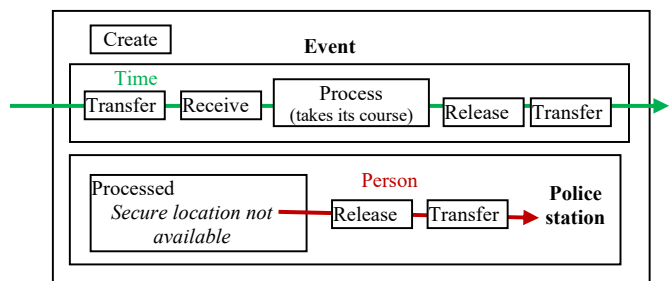 Create
Event
Time
Transfer
Receive
Process
(takes its course)
Release
Transfer
Processed
Secure location not
available
Person
Release
Transfer
Police
station